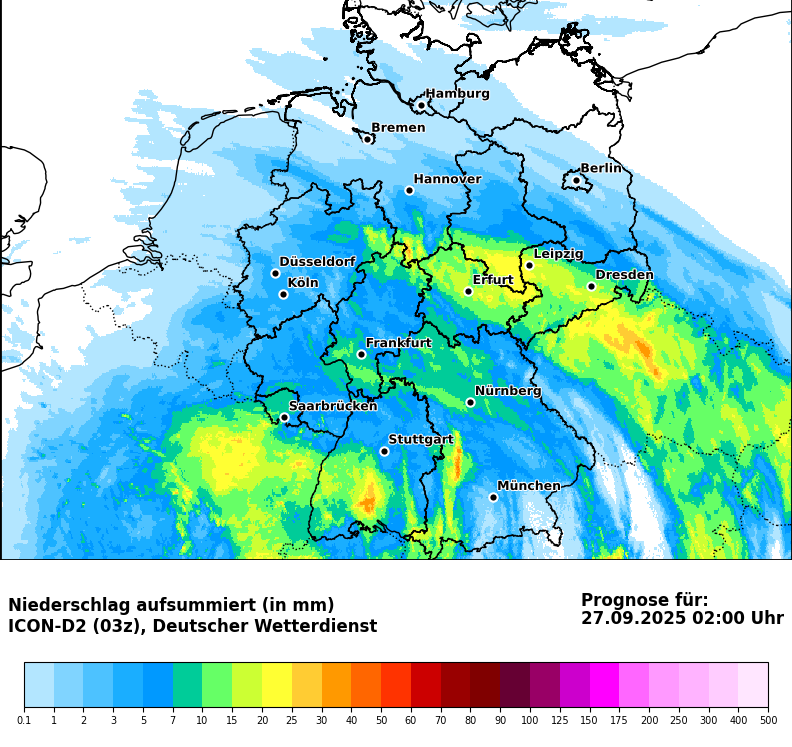 Hamburg
Bremen
Berlin
Hannover
Leipzig
Düsseldorf
Dresden
Erfurt
Köln
Frankfurt
Nürnberg
Saarbrücken
Stuttgart
München
Niederschlag aufsummiert (in mm)
ICON-D2 (03z), Deutscher Wetterdienst
Prognose für:
27.09.2025 02:00 Uhr
0.1 1 2 3 5 7 10 15 20 25 30 40 50 60 70 80 90 100 125 150 175 200 250 300 400 500